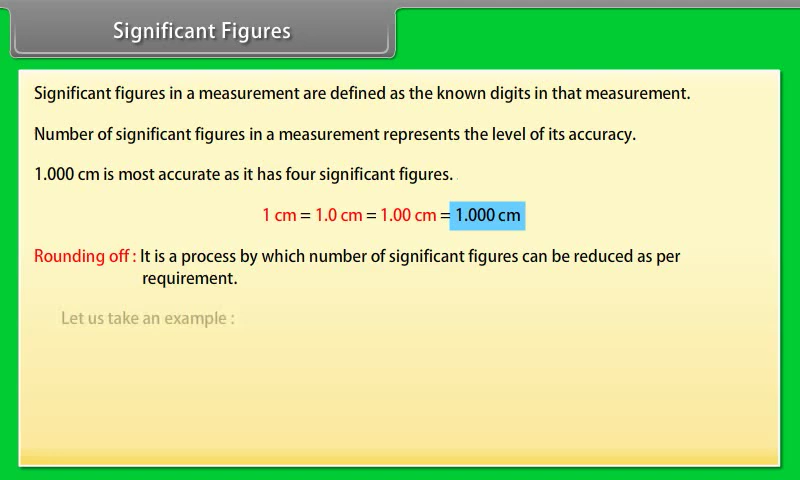 Significant Figures
Significant figures in a measurement are defined as the known digits in that measurement.
Number of significant figures in a measurement represents the level of its accuracy.
1.000 cm is most accurate as it has four significant figures.
1 cm = 1.0 cm = 1.00 cm = 1.000 cm
Rounding off : It is a process by which number of significant figures can be reduced as per
requirement.
Let us take an example :